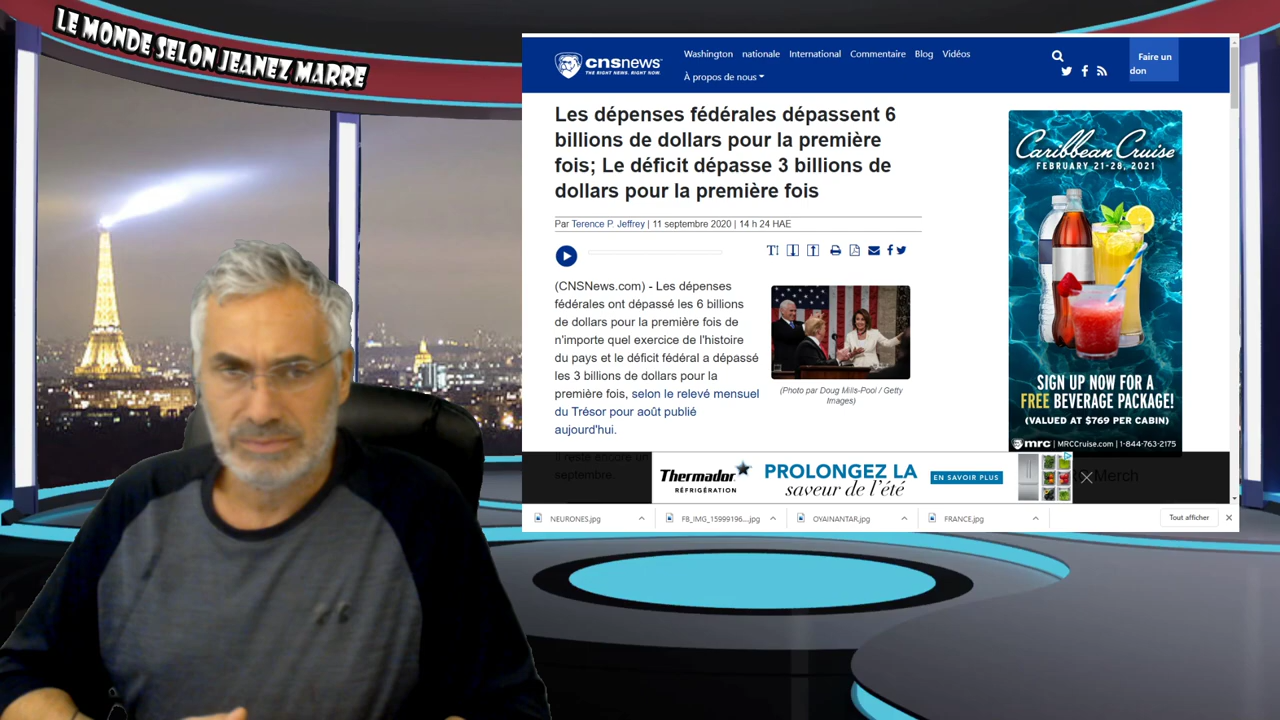 LE MONDE SELON JEANEZ MARRE
cnsnews
THE RIGHT NEWS. RIGHT NOW.
Washington nationale International Commentaire Blog Vidéos
À propos de nous
Faire un
don
Les dépenses fédérales dépassent 6
billions de dollars pour la première
fois; Le déficit dépasse 3 billions de
dollars pour la première fois
Par Terence P. Jeffrey | 11 septembre 2020 | 14 h 24 HAE
(CNSNews.com) - Les dépenses
fédérales ont dépassé les 6 billions
de dollars pour la première fois de
n'importe quel exercice de l'histoire
du pays et le déficit fédéral a dépassé
les 3 billions de dollars pour la
première fois, selon le relevé mensuel
du Trésor pour août publié
aujourd'hui.
Il reste encore un
septembre.
(Photo par Doug Mills-Pool / Getty
Images)
Caribbean Cruise
FEBRUARY 21-28, 2021
SIGN UP NOW FOR A
FREE BEVERAGE PACKAGE!
(VALUED AT $769 PER CABIN)
mrc | MRCCruise.com | 1-844-763-2175
Merch
Thermador
RÉFRIGÉRATION
PROLONGEZ LA
saveur de l'été
EN SAVOIR PLUS
NEURONES.jpg
FB_IMG_15999196....jpg
OYAINANTAR.jpg
FRANCE.jpg
Tout afficher